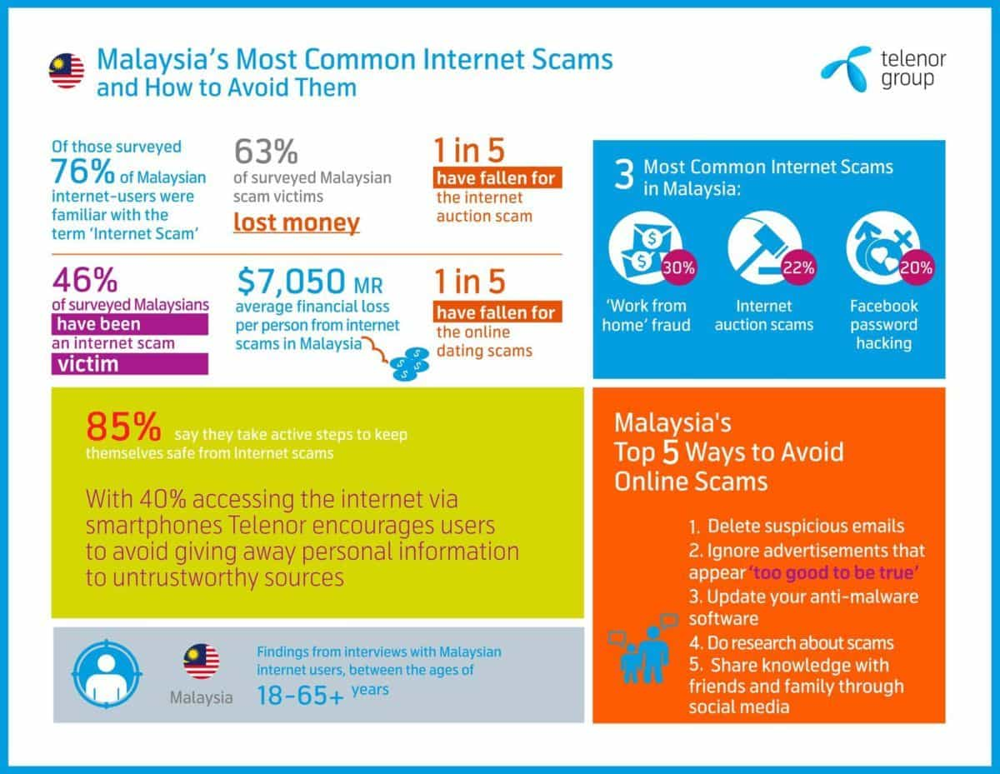 Malaysia's Most Common Internet Scams
and How to Avoid Them
telenor
group
Of those surveyed
76% of Malaysian
internet-users were
familiar with the
term 'Internet Scam'
63%
of surveyed Malaysian
scam victims
lost money
1 in 5
have fallen for
the internet
auction scam
46%
of surveyed Malaysians
have been
an internet scam
victim
$7,050 MR
average financial loss
per person from internet
scams in Malaysia
$
$
$
$
1 in 5
have fallen for
the online
dating scams
3 Most Common Internet Scams
in Malaysia:
$
$
30%
'Work from
home' fraud
22%
Internet
auction scams
20%
Facebook
password
hacking
85% say they take active steps to keep
themselves safe from Internet scams
With 40% accessing the internet via
smartphones Telenor encourages users
to avoid giving away personal information
to untrustworthy sources
Malaysia's
Top 5 Ways to Avoid
Online Scams
1. Delete suspicious emails
2. Ignore advertisements that
appear 'too good to be true'
3. Update your anti-malware
software
4. Do research about scams
5. Share knowledge with
friends and family through
social media
Malaysia
Findings from interviews with Malaysian
internet users, between the ages of
18-65+ years